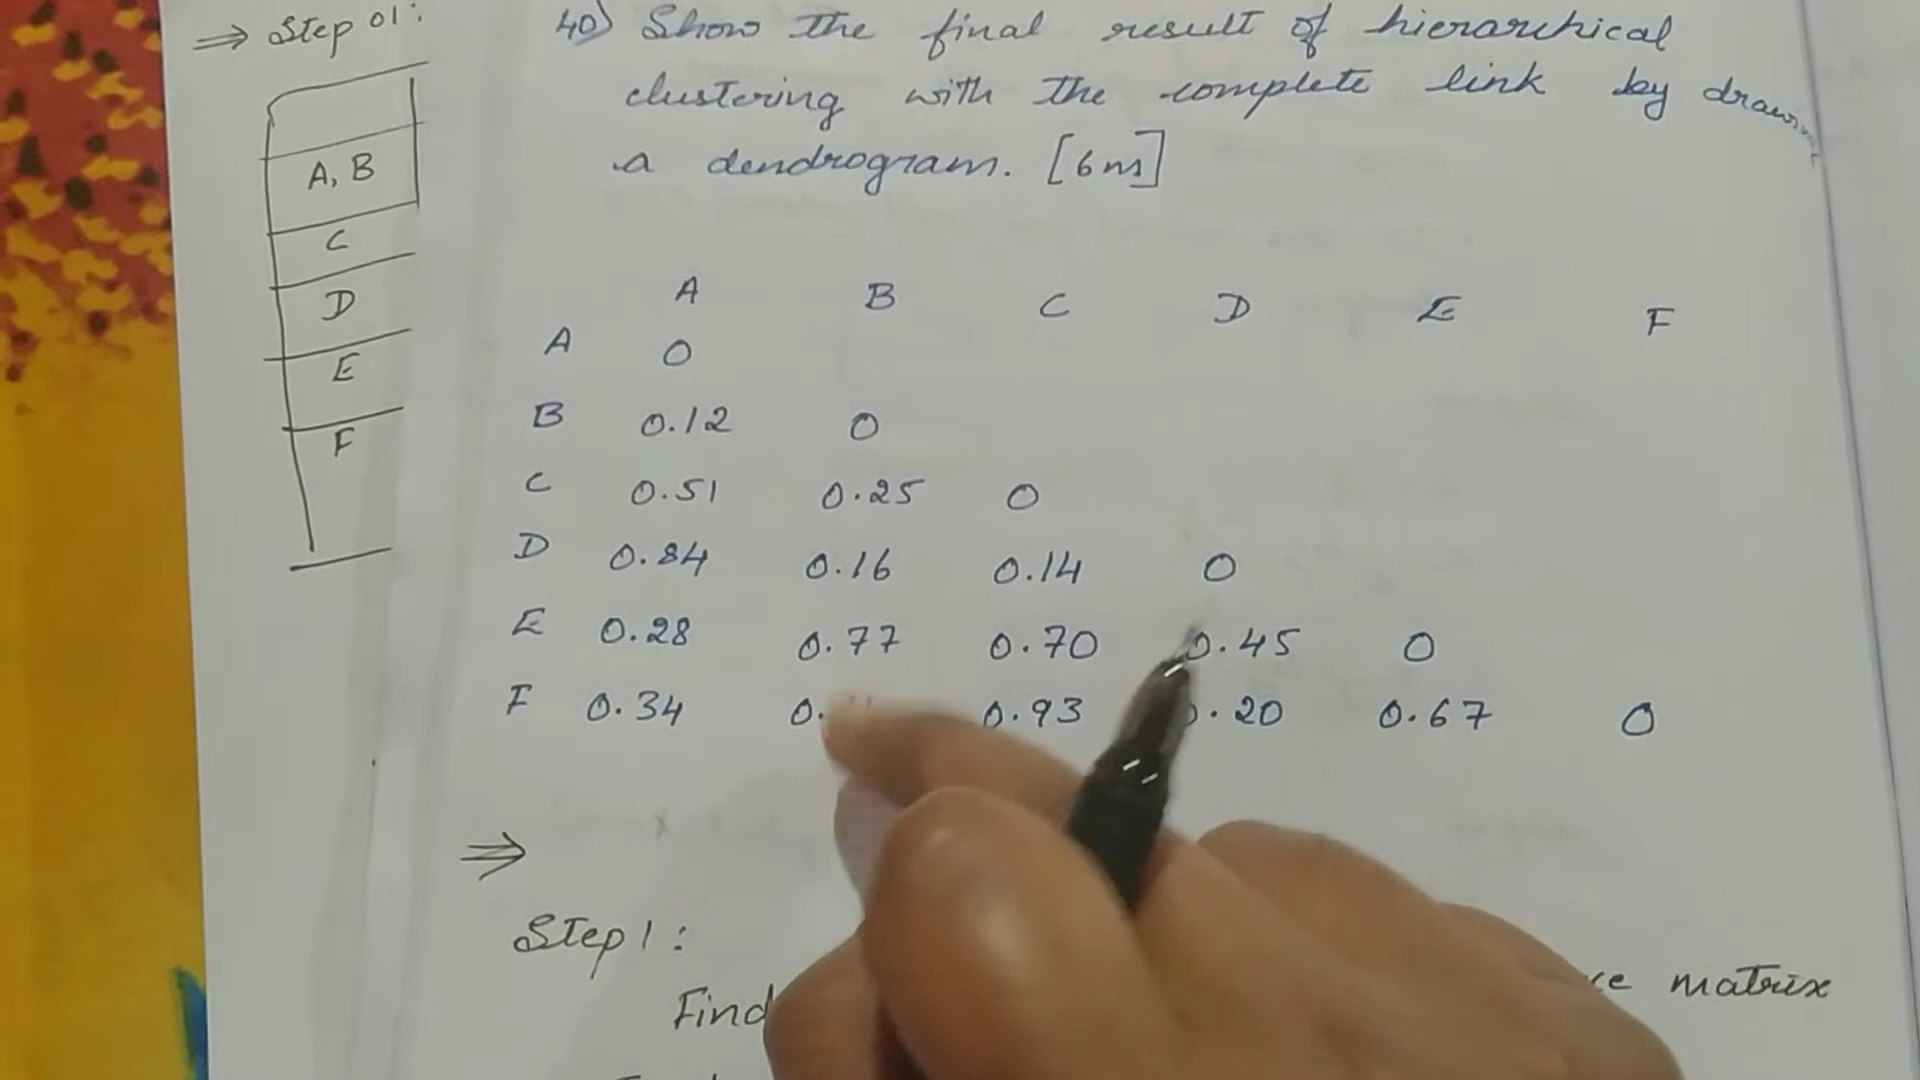 ⇒ Step 01:
A, B
C
D
E
F
40) Show the final result of hierarchical
clustering with the complete link by
a dendrogram. [6m]
A B C D E F
A 0
B 0.12 0
C 0.51 0.25 0
D 0.84 0.16 0.14 0
E 0.28 0.77 0.70 0.45 0
F 0.34 0.93 .20 0.67 0
⇒
Step 1:
Find matrix